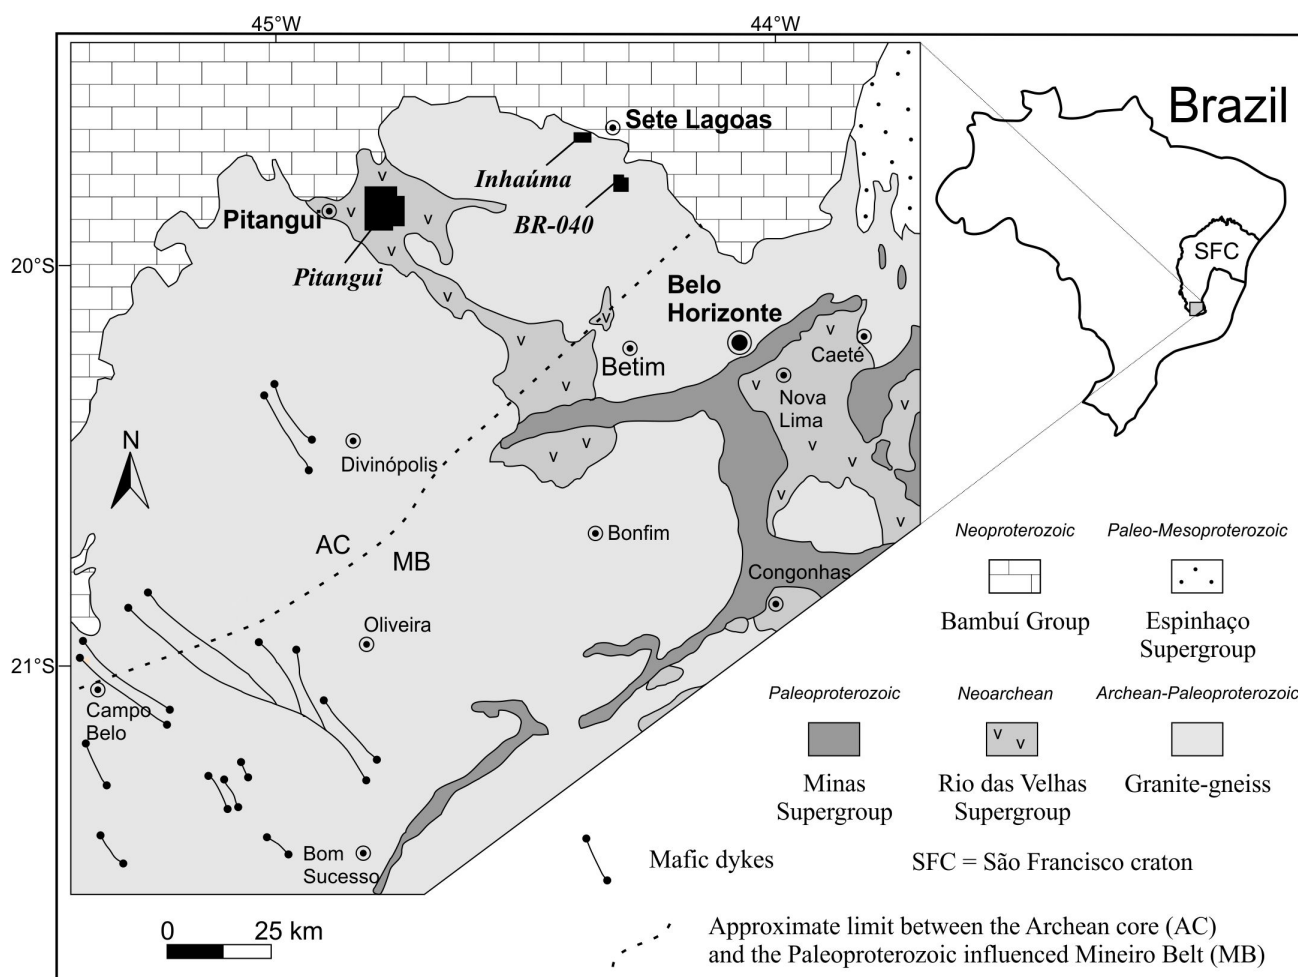 45°W
44°W
Brazil
Sete Lagoas
Inhaúma
BR-040
Pitangui
Pitangui
20°S
SFC
Belo
Horizonte
Betim
Caeté
Nova
Lima
N
Divinópolis
AC
MB
Bonfim
Congonhas
Oliveira
21°S
Campo
Belo
Bom
Sucesso
v v v v v v v v v v v v v v v v v v
Neoproterozoic
Paleo-Mesoproterozoic
Bambuí Group
Espinhaço
Supergroup
Paleoproterozoic
Neoarchean
Archean-Paleoproterozoic
v v
Minas
Supergroup
Rio das Velhas
Supergroup
Granite-gneiss
Mafic dykes
SFC = São Francisco craton
0 25 km
Approximate limit between the Archean core (AC)
and the Paleoproterozoic influenced Mineiro Belt (MB)